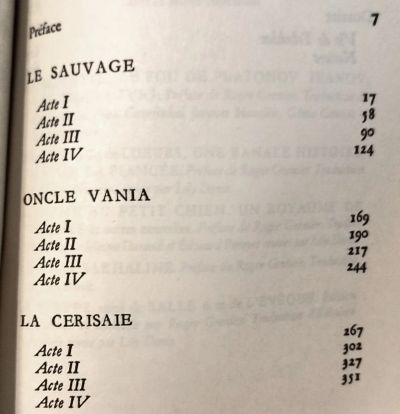 Préface 7
LE SAUVAGE
Acte I 17
Acte II 58
Acte III 90
Acte IV 124
ONCLE VANIA
Acte I 169
Acte II 190
Acte III 217
Acte IV 244
LA CERISAIE
Acte I 267
Acte II 302
Acte III 327
Acte IV 351